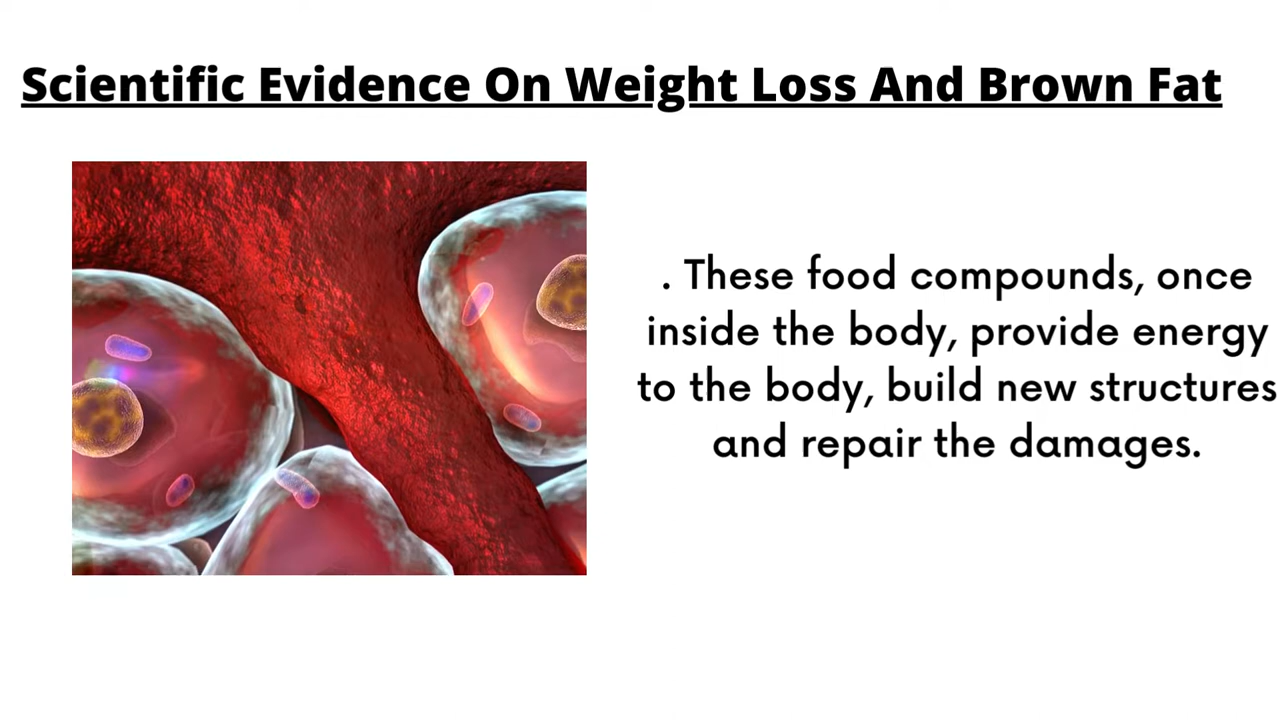 Scientific Evidence On Weight Loss And Brown Fat
. These food compounds, once
inside the body, provide energy
to the body, build new structures
and repair the damages.